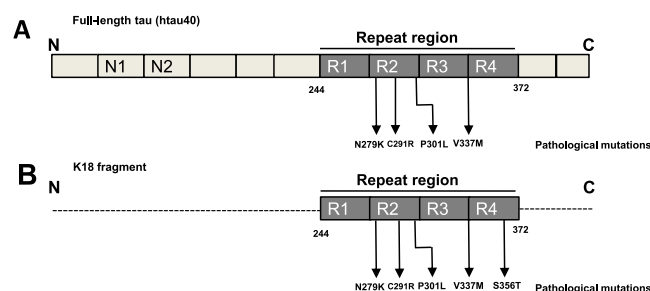 A
Full-length tau (htau40)
N
Repeat region
C
N1 N2 R1 R2 R3 R4
244 372
N279K C291R P301L V337M
Pathological mutations
B
K18 fragment
N
Repeat region
C
R1 R2 R3 R4
244 372
N279K C291R P301L V337M S356T
Pathological mutations